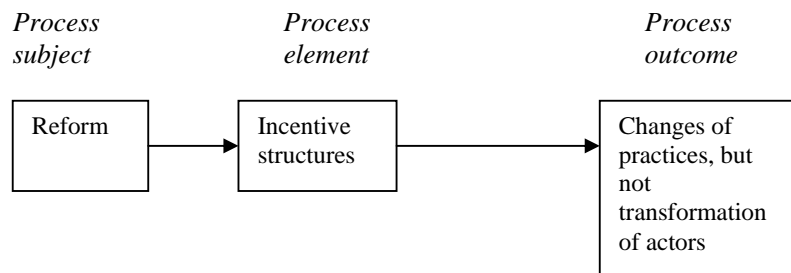 Process
subject
Process
element
Process
outcome
Reform
Incentive
structures
Changes of
practices, but
not
transformation
of actors